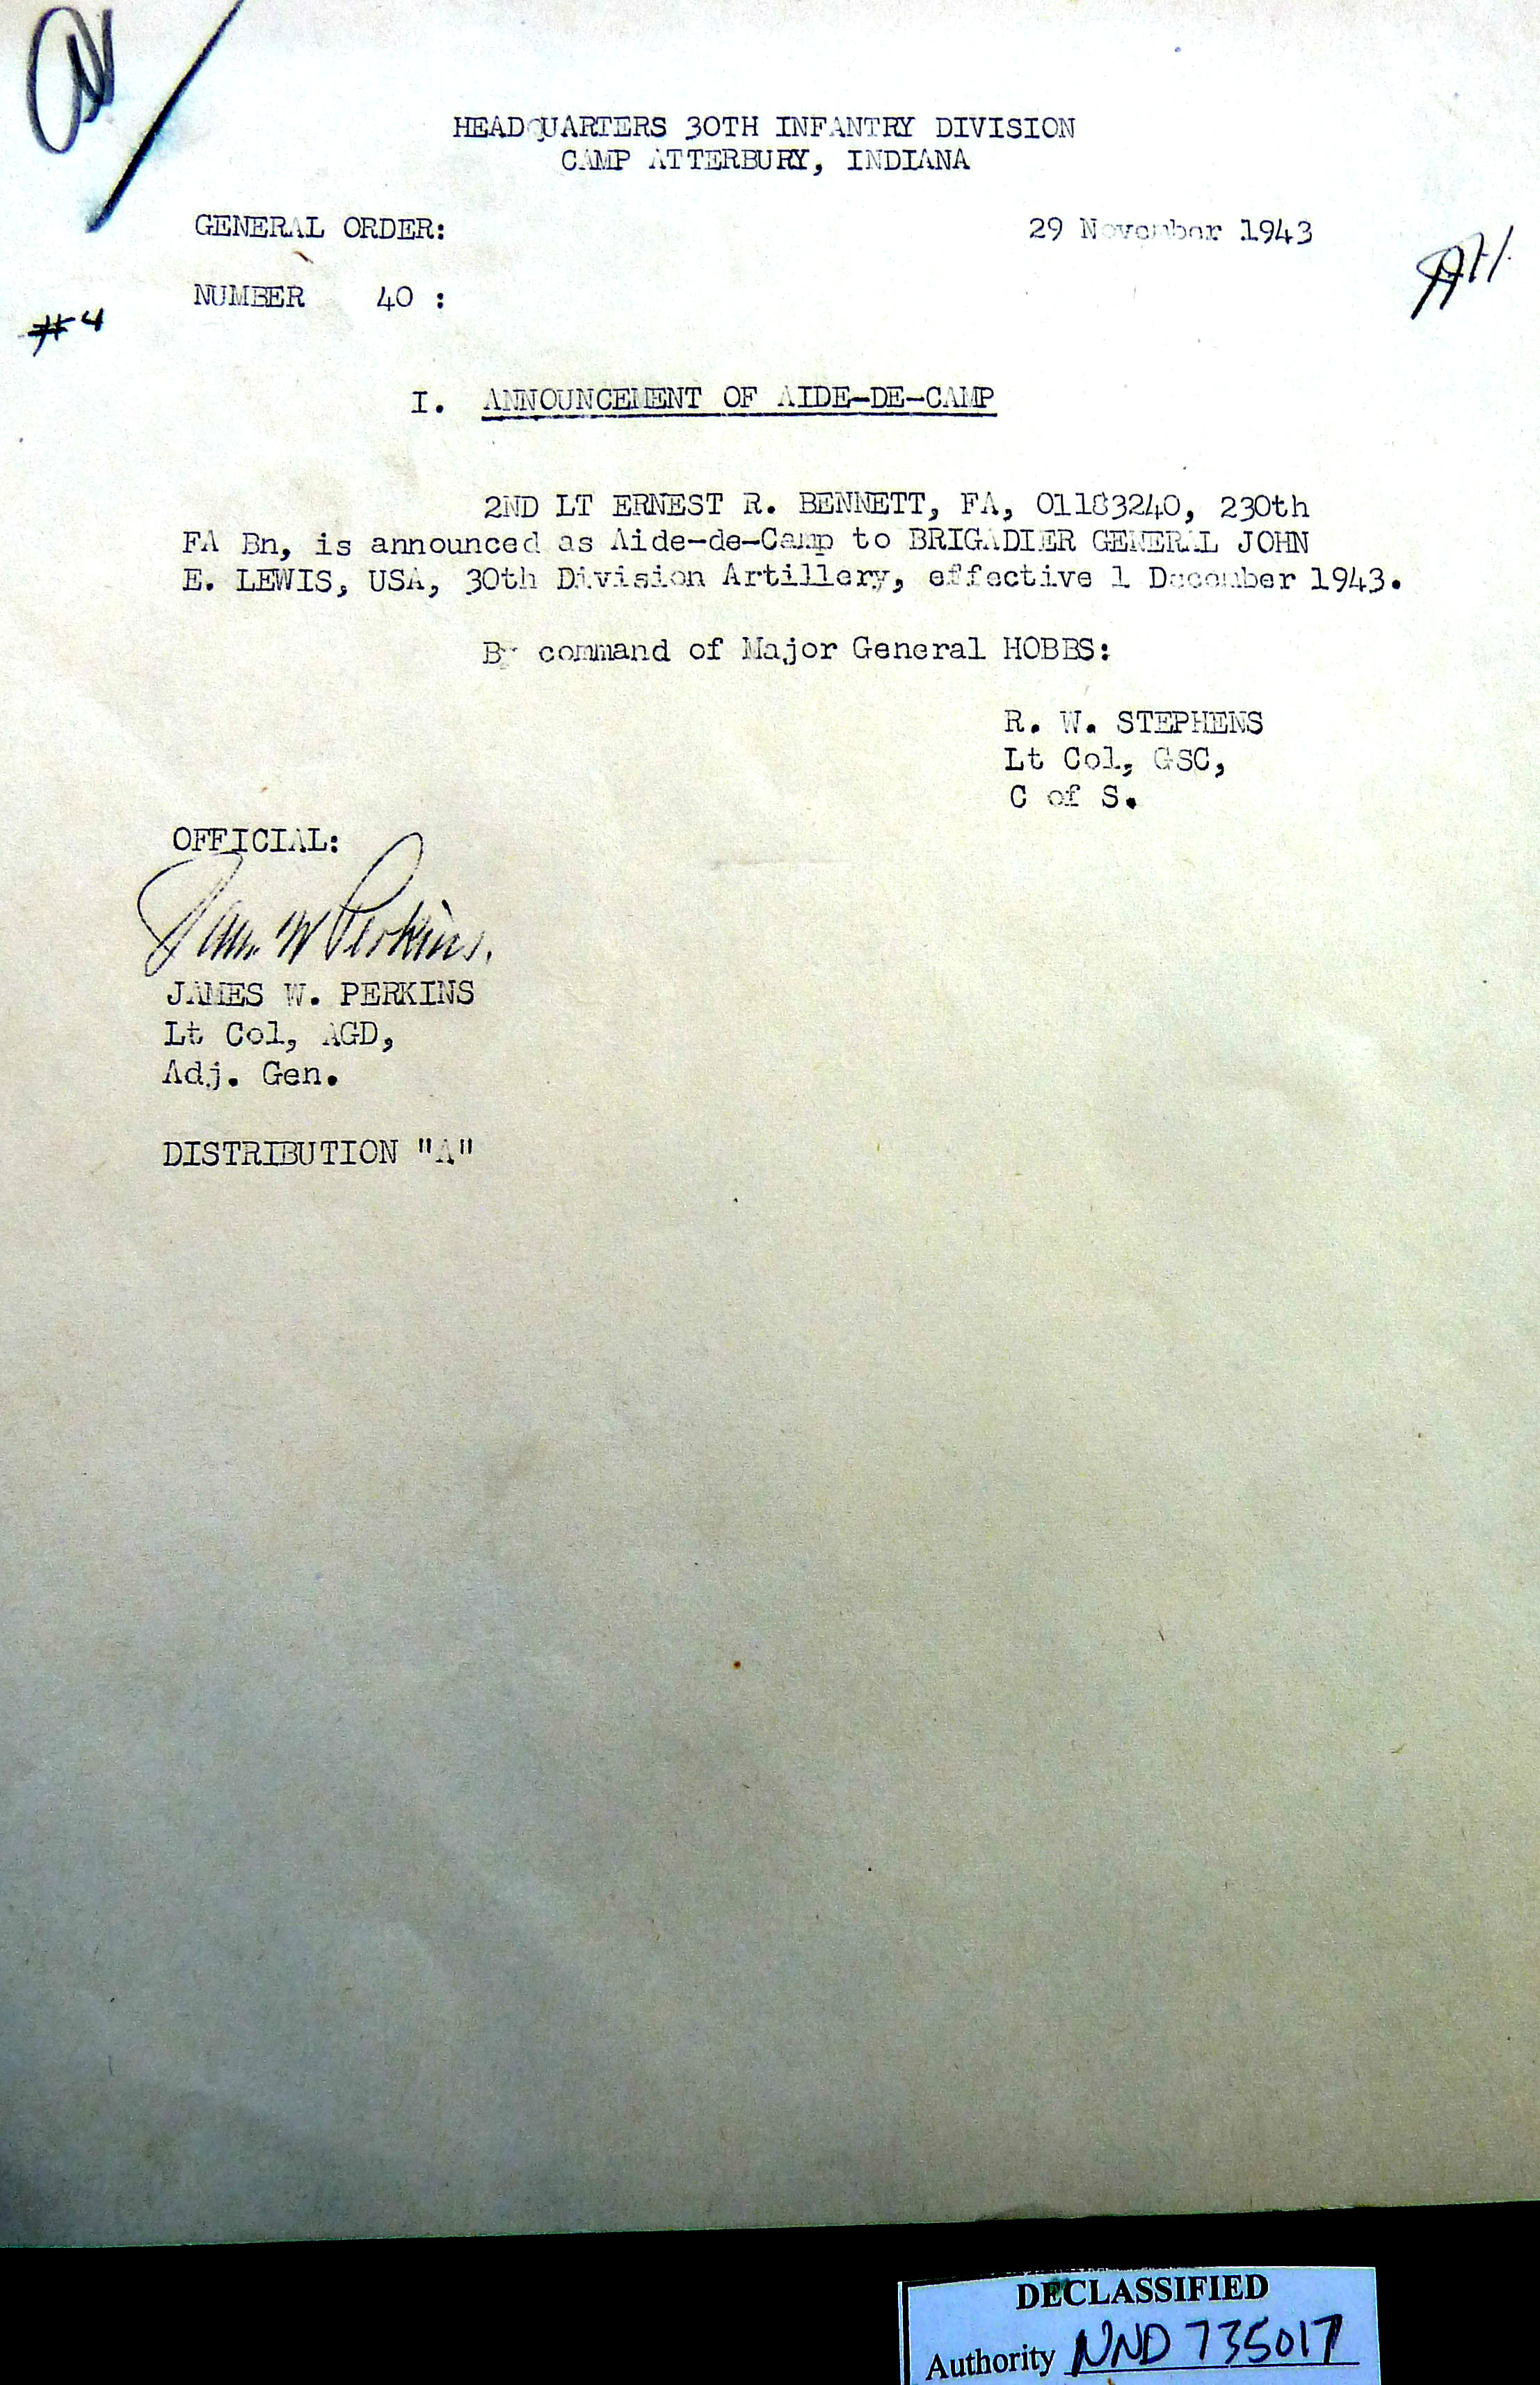 HEADQUARTERS 30TH INFANTRY DIVISION
CAMP ATTERBURY, INDIANA
GENERAL ORDER: 29 November 1943
NUMBER 40 :
#4
I. ANNOUNCEMENT OF AIDE-DE-CAMP
2ND LT ERNEST R. BENNETT, FA, 01183240, 230th
FA Bn, is announced as Aide-de-Camp to BRIGADIER GENERAL JOHN
E. LEWIS, USA, 30th Division Artillery, effective 1 December 1943.
By command of Major General HOBBS:
R. W. STEPHENS
Lt Col, GSC,
C of S.
OFFICIAL:
James W Perkins.
JAMES W. PERKINS
Lt Col, AGD,
Adj. Gen.
DISTRIBUTION "A"
DECLASSIFIED
Authority NND 735017